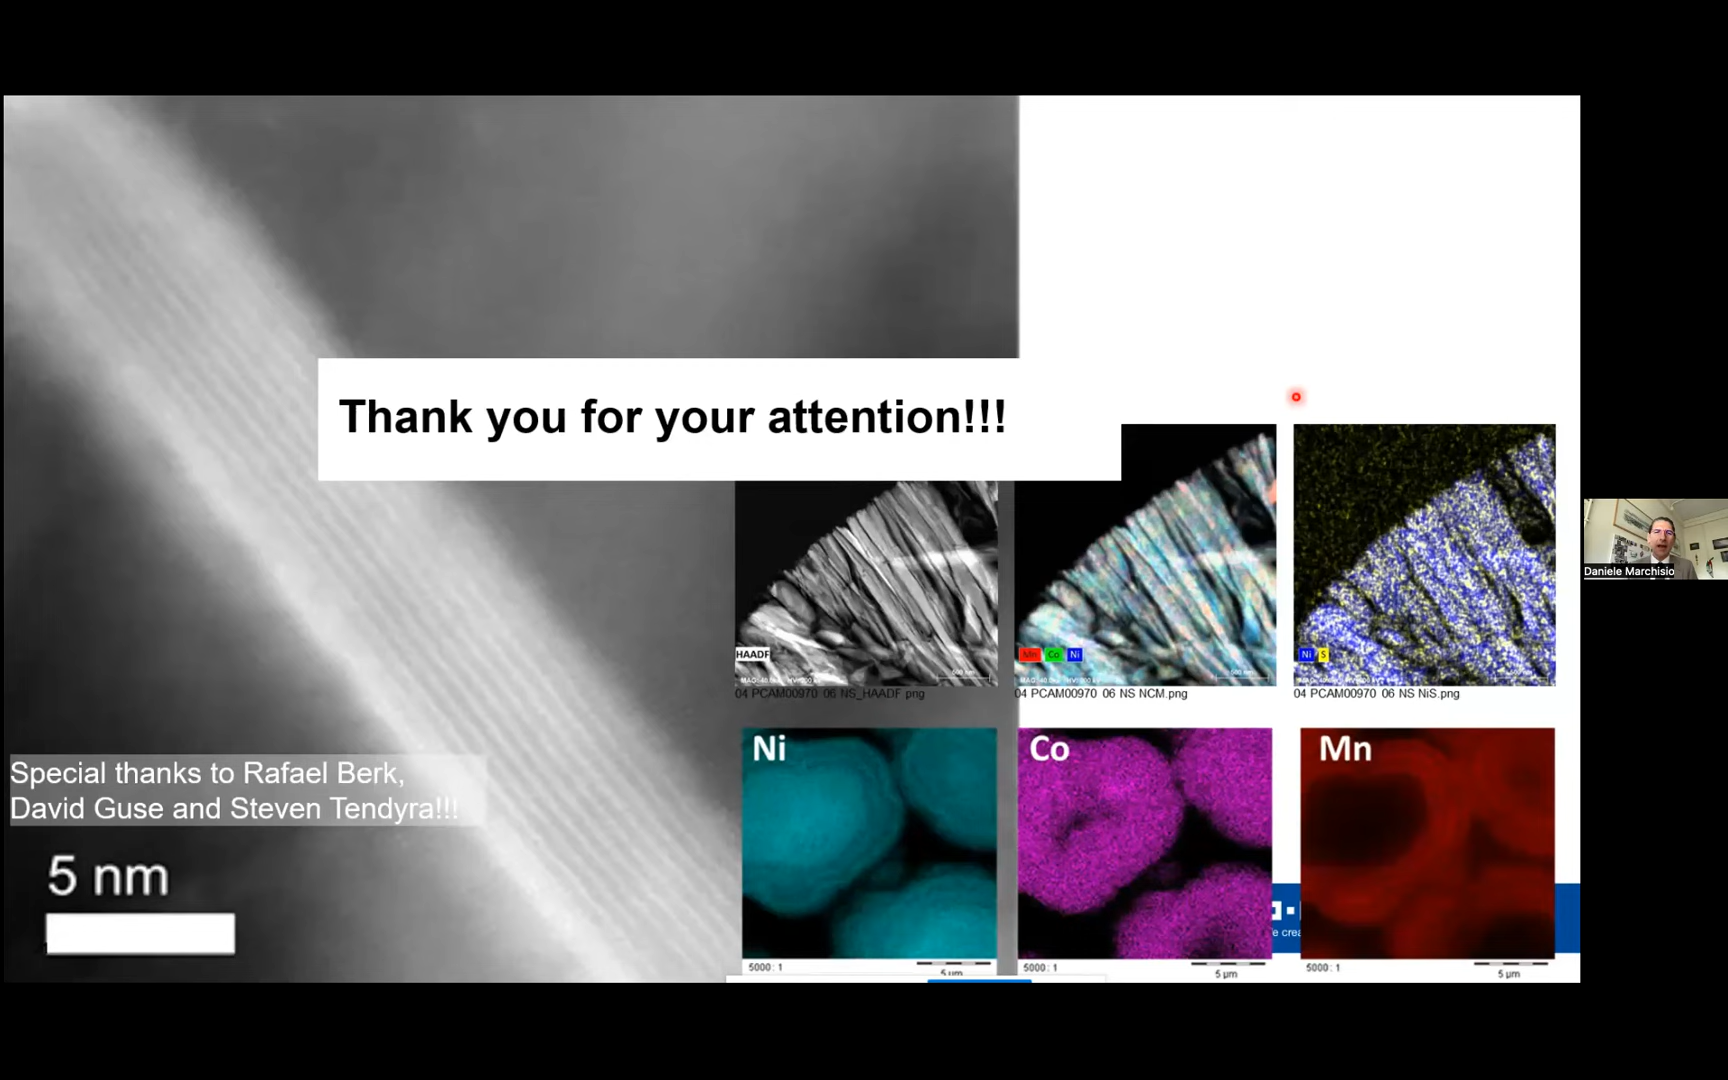 Thank you for your attention!!!
HAADF
Mn Co Ni
Ni S
04 PCAM00970 06 NS_HAADF png
04 PCAM00970 06 NS NCM.png
04 PCAM00970 06 NS NiS.png
Daniele Marchisio
Special thanks to Rafael Berk,
David Guse and Steven Tendyra!!!
5 nm
Ni
Co
Mn
5000: 1
5 µm
5000: 1
5 µm
5000: 1
5 µm